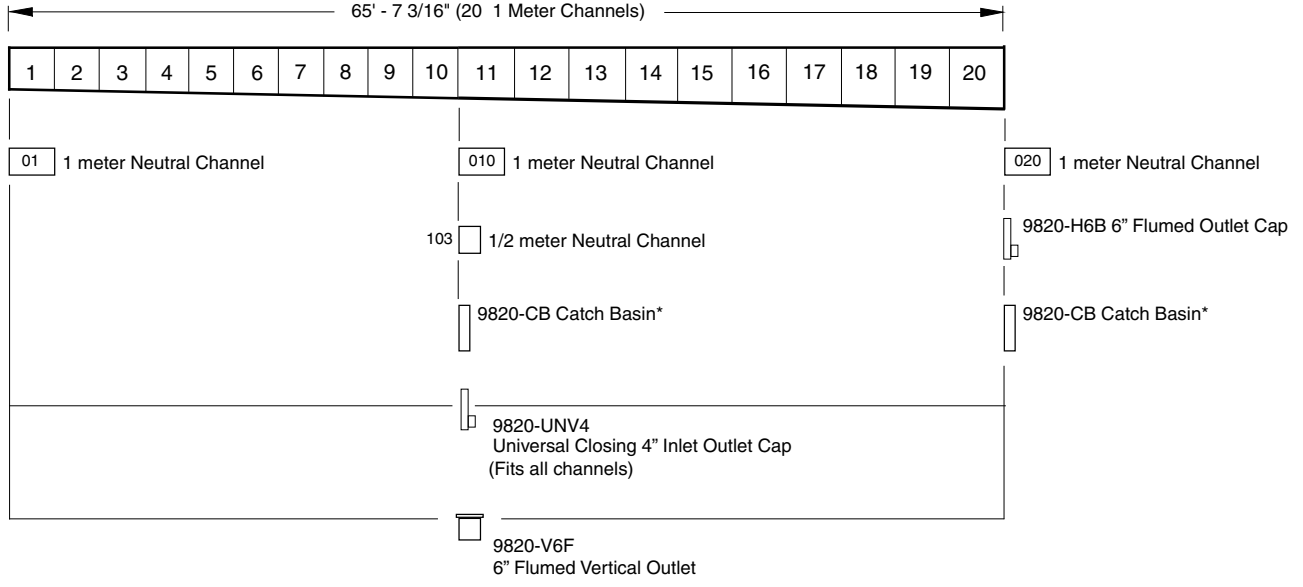 65' - 7 3/16" (20 1 Meter Channels)
1 2 3 4 5 6 7 8 9 10 11 12 13 14 15 16 17 18 19 20
01 1 meter Neutral Channel
010 1 meter Neutral Channel
020 1 meter Neutral Channel
9820-H6B 6” Flumed Outlet Cap
103 1/2 meter Neutral Channel
9820-CB Catch Basin*
9820-CB Catch Basin*
9820-UNV4
Universal Closing 4” Inlet Outlet Cap
(Fits all channels)
9820-V6F
6” Flumed Vertical Outlet